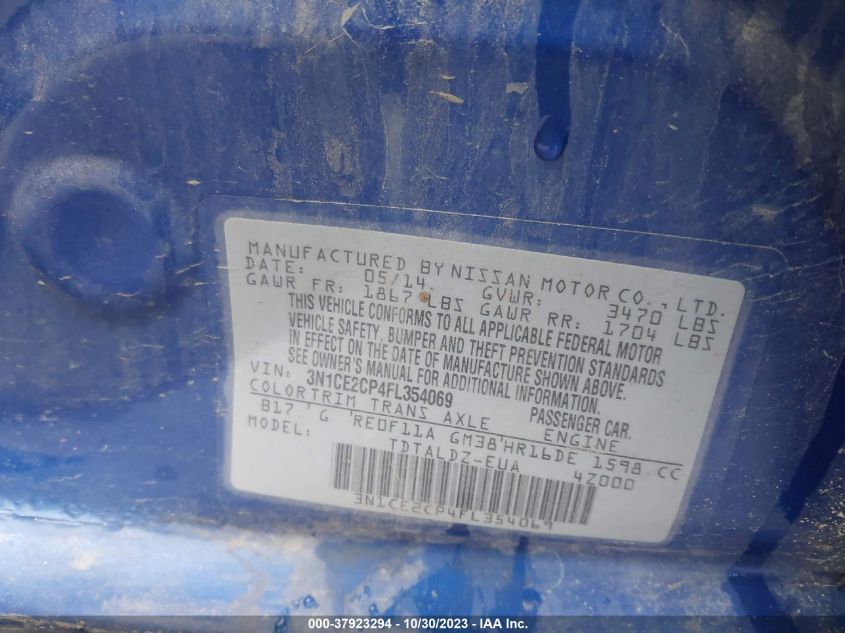 MANUFACTURED BY NISSAN MOTOR CO., LTD.
DATE: 05/14 GVWR: 3470 LBS
GAWR FR: 1867 LBS GAWR RR: 1704 LBS
THIS VEHICLE CONFORMS TO ALL APPLICABLE FEDERAL MOTOR
VEHICLE SAFETY, BUMPER AND THEFT PREVENTION STANDARDS
IN EFFECT ON THE DATE OF MANUFACTURE SHOWN ABOVE.
SEE OWNER'S MANUAL FOR ADDITIONAL INFORMATION.
VIN: 3N1CE2CP4FL354069 PASSENGER CAR.
COLOR TRIM TRANS AXLE ENGINE
B17 G RE0F11A GM38 HR16DE 1598 CC
MODEL: TDTALDZ-EUA 4Z000
3N1CE2CP4FL354069
000-37923294 - 10/30/2023 - IAA Inc.